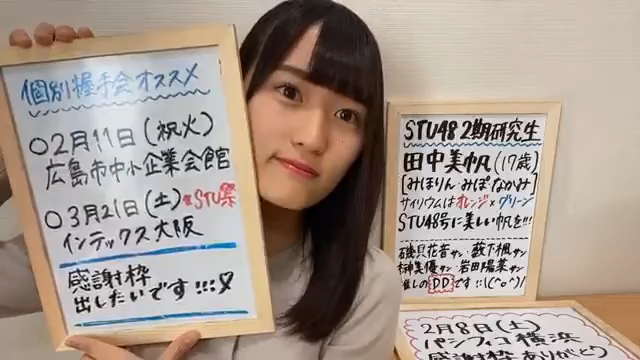 個別握手会オススメ
○2月11日(祝火)
広島市中小企業会館
○3月21日(土)STU祭
インテックス大阪
感謝枠
出したいです!!!
STU48 2期研究生
田中美帆(17歳)
[みほりん・みぽ・なかみ]
サイリウムはオレンジ×グリーン
STU48号に美しい帆を!!!
磯貝花音サン・薮下楓サン
榊美優サン・岩田陽菜サン
推しのDDです!!\(^o^)/
2月8日(土)
パシフィコ横浜
感謝枠ありがとう